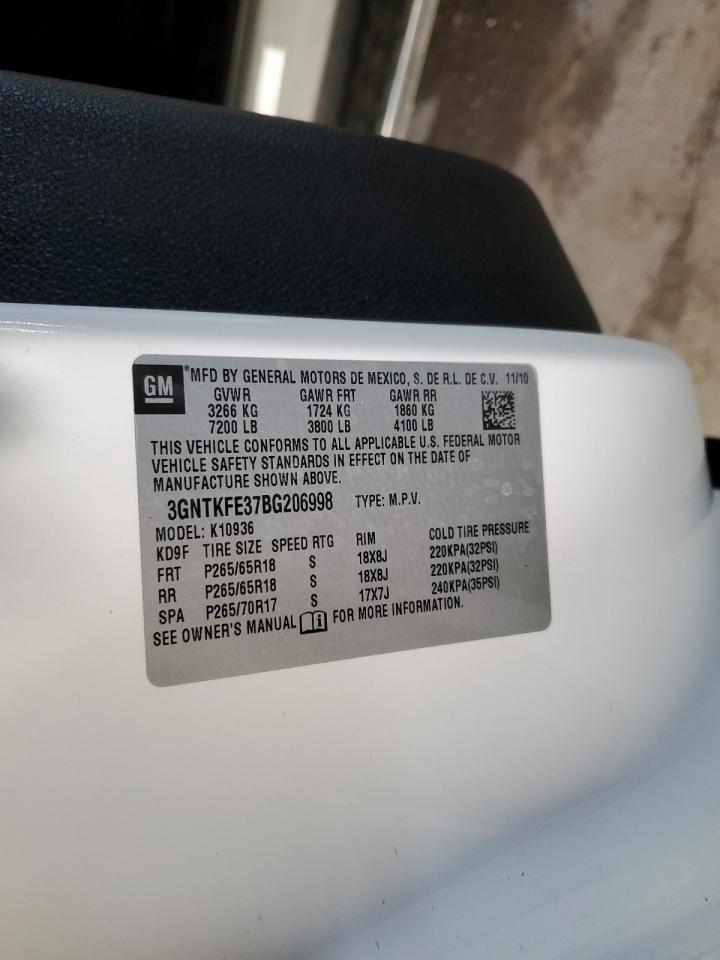 GM
®MFD BY GENERAL MOTORS DE MEXICO, S. DE R.L. DE C.V. 11/10
GVWR GAWR FRT GAWR RR
3266 KG 1724 KG 1860 KG
7200 LB 3800 LB 4100 LB
THIS VEHICLE CONFORMS TO ALL APPLICABLE U.S. FEDERAL MOTOR
VEHICLE SAFETY STANDARDS IN EFFECT ON THE DATE OF
MANUFACTURE SHOWN ABOVE.
3GNTKFE37BG206998 TYPE: M.P.V.
MODEL: K10936
KD9F TIRE SIZE SPEED RTG RIM COLD TIRE PRESSURE
FRT P265/65R18 S 18X8J 220KPA(32PSI)
RR P265/65R18 S 18X8J 220KPA(32PSI)
SPA P265/70R17 S 17X7J 240KPA(35PSI)
SEE OWNER'S MANUAL i FOR MORE INFORMATION.